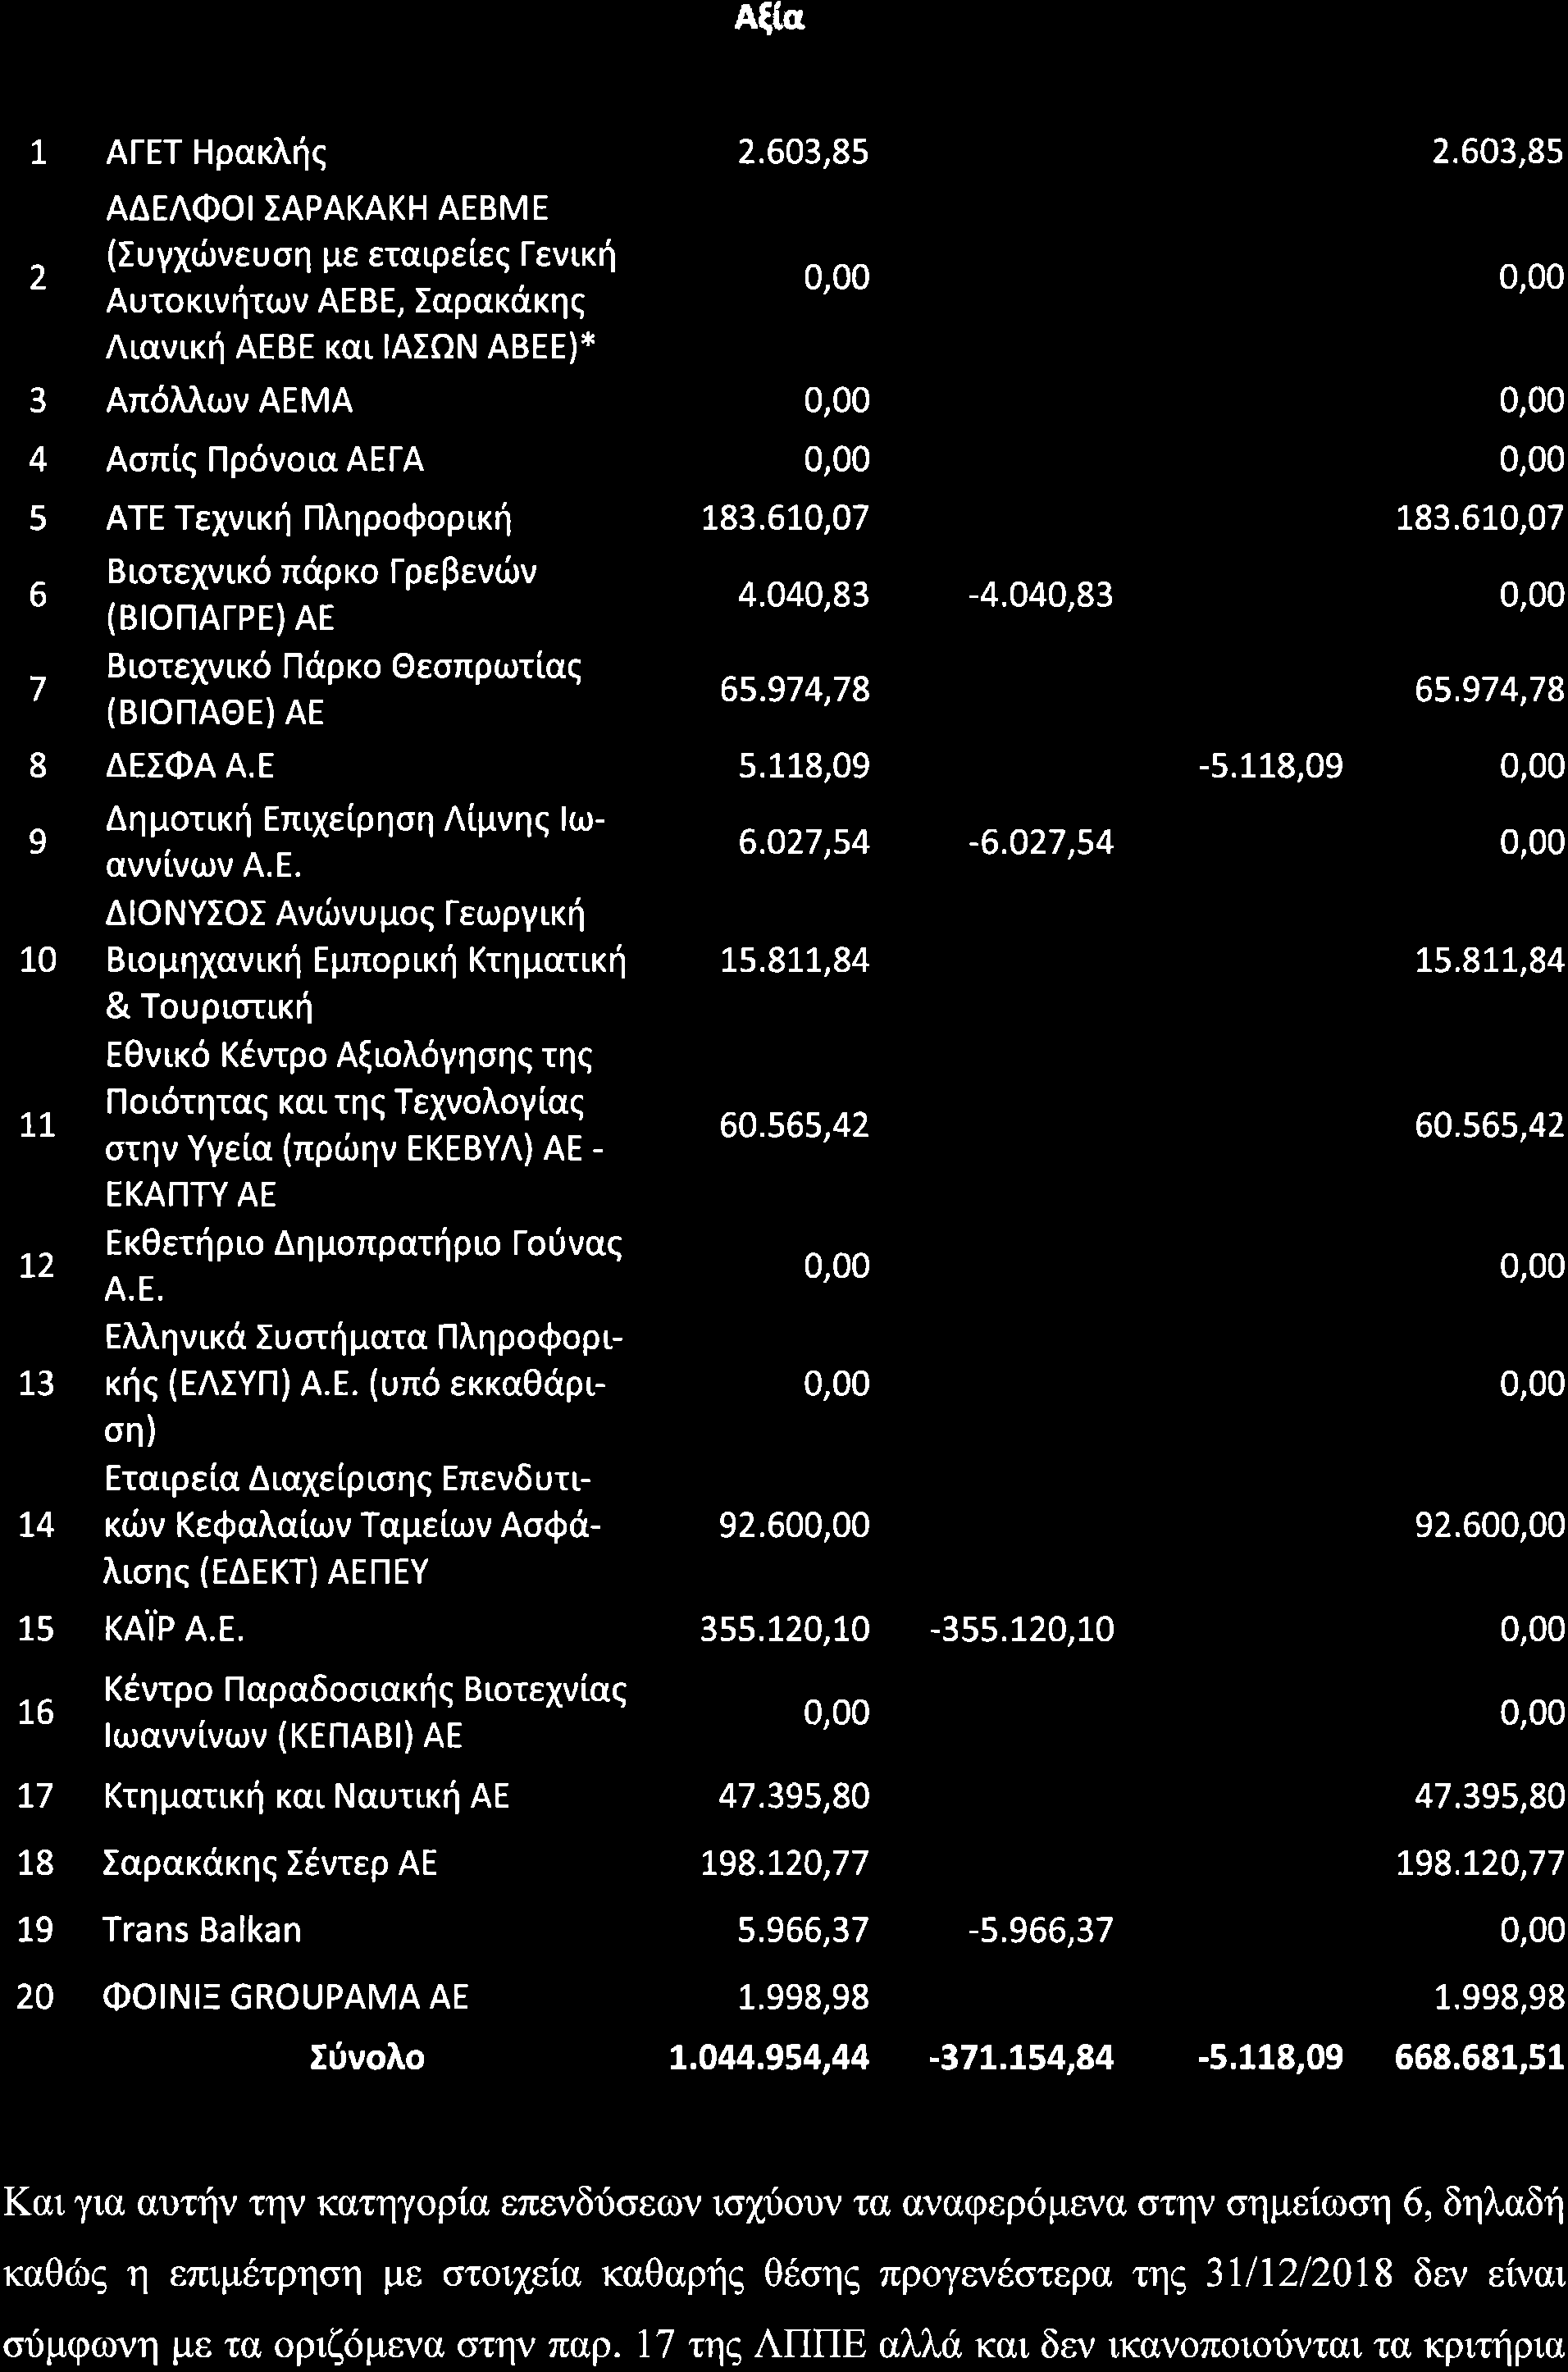 Αξία
1 ΑΓΕΤ Ηρακλής 2.603,85 2.603,85
ΑΔΕΛΦΟΙ ΣΑΡΑΚΑΚΗ ΑΕΒΜΕ
(Συγχώνευση με εταιρείες Γενική
2 0,00 0,00
Αυτοκινήτων ΑΕΒΕ, Σαρακάκης
Λιανική ΑΕΒΕ και ΙΑΣΩΝ ΑΒΕΕ)*
3 Απόλλων ΑΕΜΑ 0,00 0,00
4 Ασπίς Πρόνοια ΑΕΓΑ 0,00 0,00
5 ΑΤΕ Τεχνική Πληροφορική 183.610,07 183.610,07
Βιοτεχνικό πάρκο Γρεβενών
6 4.040,83 -4.040,83 0,00
(ΒΙΟΠΑΓΡΕ) ΑΕ
Βιοτεχνικό Πάρκο Θεσπρωτίας
7 65.974,78 65.974,78
(ΒΙΟΠΑΘΕ) ΑΕ
8 ΔΕΣΦΑ Α.Ε 5.118,09 -5.118,09 0,00
Δημοτική Επιχείρηση Λίμνης Ιω-
9 6.027,54 -6.027,54 0,00
αννίνων Α.Ε.
ΔΙΟΝΥΣΟΣ Ανώνυμος Γεωργική
10 Βιομηχανική Εμπορική Κτηματική 15.811,84 15.811,84
& Τουριστική
Εθνικό Κέντρο Αξιολόγησης της
Ποιότητας και της Τεχνολογίας
11 60.565,42 60.565,42
στην Υγεία (πρώην ΕΚΕΒΥΛ) ΑΕ -
ΕΚΑΠΤΥ ΑΕ
Εκθετήριο Δημοπρατήριο Γούνας
12 0,00 0,00
Α.Ε.
Ελληνικά Συστήματα Πληροφορι-
13 κής (ΕΛΣΥΠ) Α.Ε. (υπό εκκαθάρι- 0,00 0,00
ση)
Εταιρεία Διαχείρισης Επενδυτι-
14 κών Κεφαλαίων Ταμείων Ασφά- 92.600,00 92.600,00
λισης (ΕΔΕΚΤ) ΑΕΠΕΥ
15 ΚΑΪΡ Α.Ε. 355.120,10 -355.120,10 0,00
Κέντρο Παραδοσιακής Βιοτεχνίας
16 0,00 0,00
Ιωαννίνων (ΚΕΠΑΒΙ) ΑΕ
17 Κτηματική και Ναυτική ΑΕ 47.395,80 47.395,80
18 Σαρακάκης Σέντερ ΑΕ 198.120,77 198.120,77
19 Trans Balkan 5.966,37 -5.966,37 0,00
20 ΦΟΙΝΙΞ GROUPAMA ΑΕ 1.998,98 1.998,98
Σύνολο 1.044.954,44 -371.154,84 -5.118,09 668.681,51
Και για αυτήν την κατηγορία επενδύσεων ισχύουν τα αναφερόμενα στην σημείωση 6, δηλαδή
καθώς η επιμέτρηση με στοιχεία καθαρής θέσης προγενέστερα της 31/12/2018 δεν είναι
σύμφωνη με τα οριζόμενα στην παρ. 17 της ΛΠΠΕ αλλά και δεν ικανοποιούνται τα κριτήρια